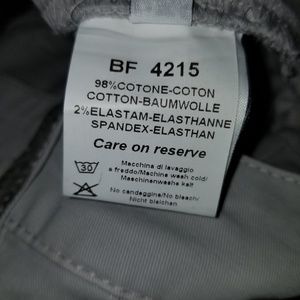 BF 4215
98%COTONE-COTON
COTTON-BAUMWOLLE
2%ELASTAM-ELASTHANNE
SPANDEX-ELASTHAN
Care on reserve
30
Macchina di lavaggio
a freddo/Machine wash cold/
Maschinenwashe kalt
No candeggina/No bleach/
Nicht bleichen